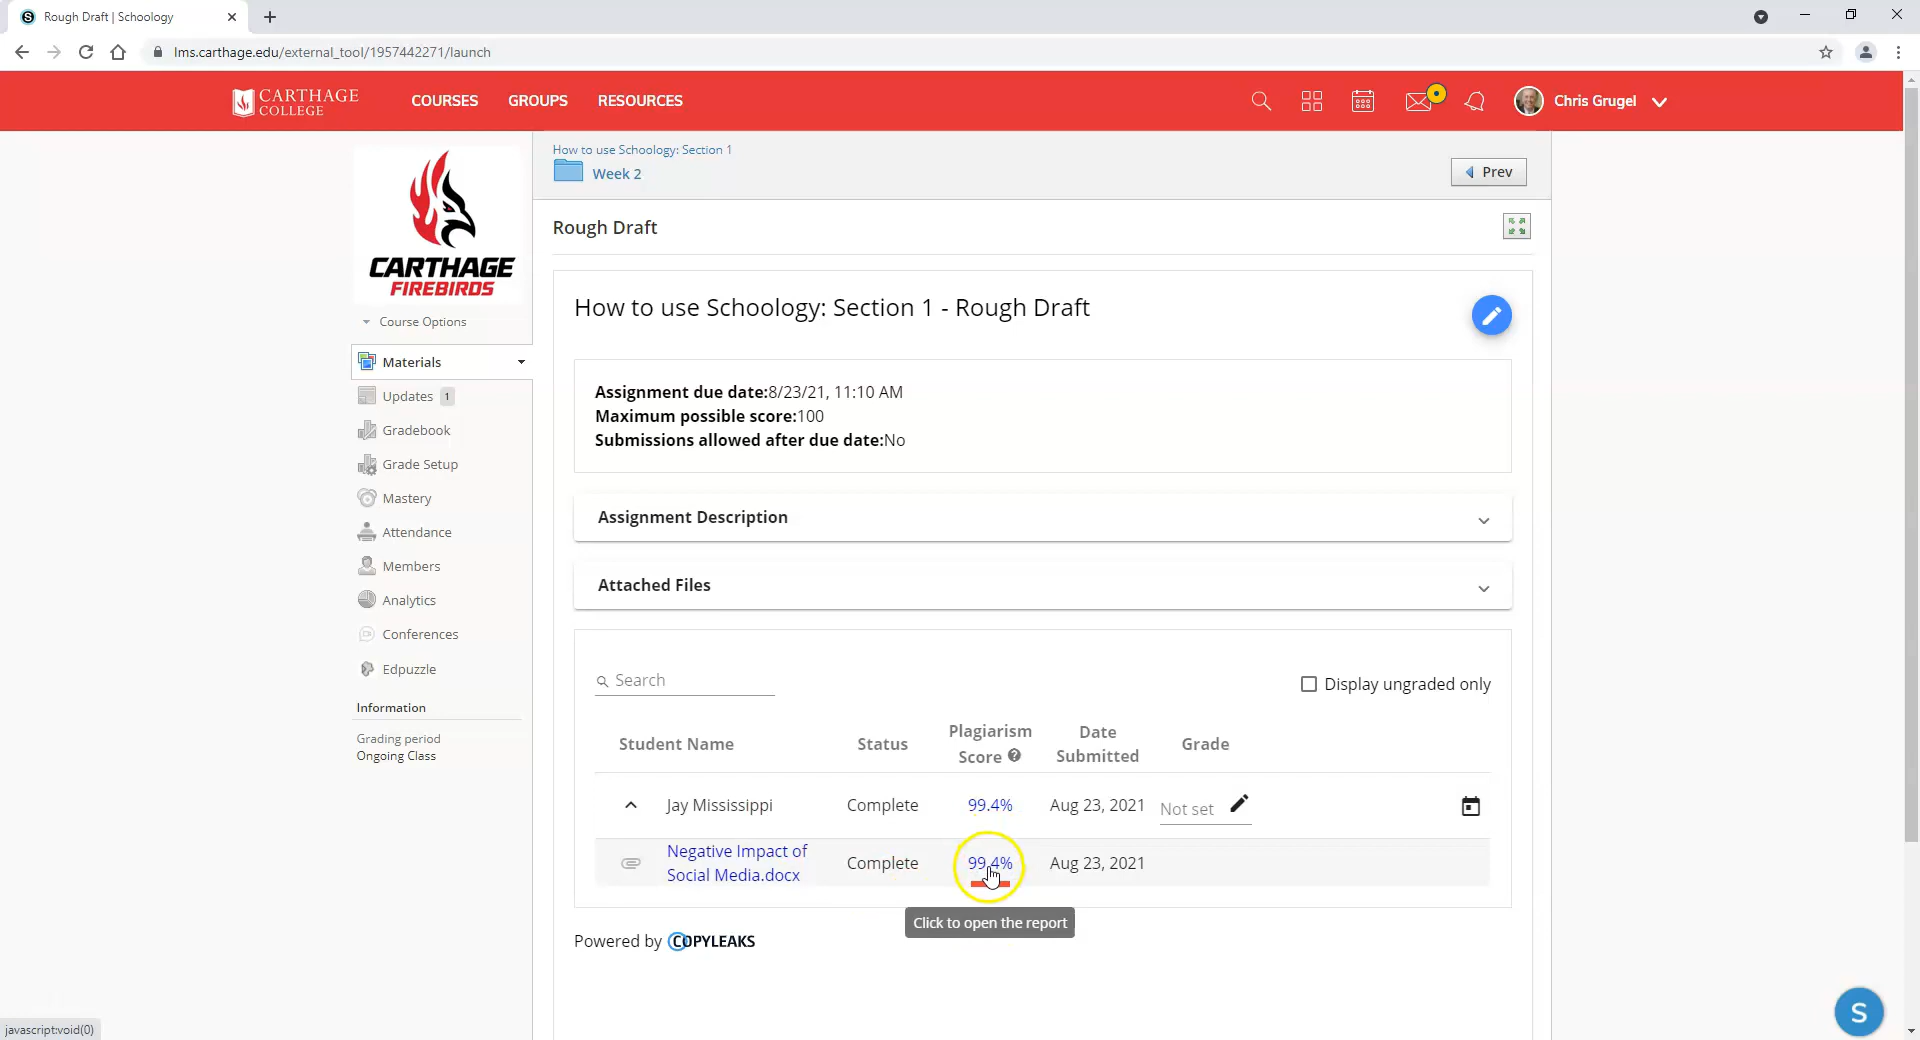 Rough Draft | Schoology
lms.carthage.edu/external_tool/1957442271/launch
CARTHAGE
COLLEGE
COURSES
GROUPS
RESOURCES
Chris Grugel
CARTHAGE
FIREBIRDS
Course Options
Materials
Updates 1
Gradebook
Grade Setup
Mastery
Attendance
Members
Analytics
Conferences
Edpuzzle
Information
Grading period
Ongoing Class
How to use Schoology: Section 1
Week 2
Prev
Rough Draft
How to use Schoology: Section 1 - Rough Draft
Assignment due date:8/23/21, 11:10 AM
Maximum possible score:100
Submissions allowed after due date:No
Assignment Description
Attached Files
Search
Display ungraded only
Student Name
Status
Plagiarism
Score
Date
Submitted
Grade
Jay Mississippi
Complete
99.4%
Aug 23, 2021
Not set
Negative Impact of
Social Media.docx
Complete
99.4%
Aug 23, 2021
Click to open the report
Powered by COPYLEAKS
S
javascript:void(0)